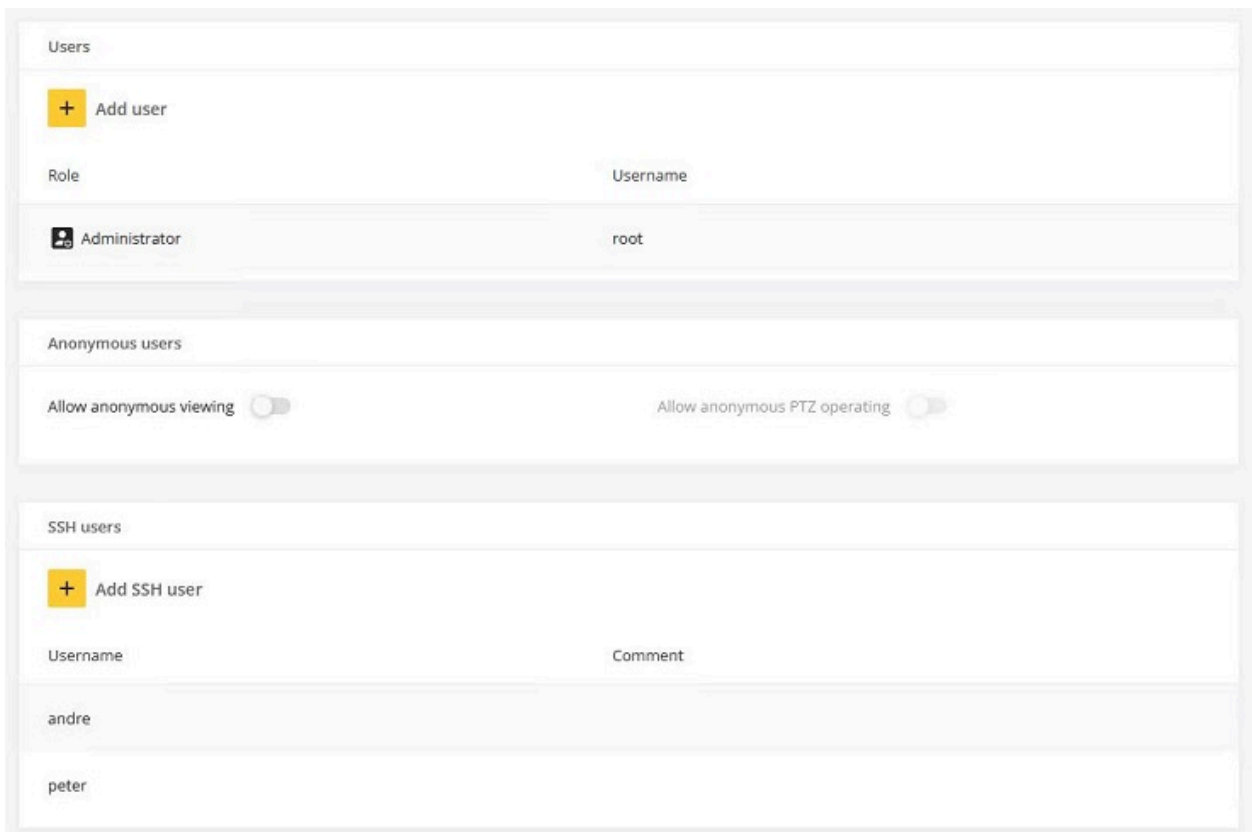 Users
+ Add user
Role Username
Administrator root
Anonymous users
Allow anonymous viewing Allow anonymous PTZ operating
SSH users
+ Add SSH user
Username Comment
andre
peter